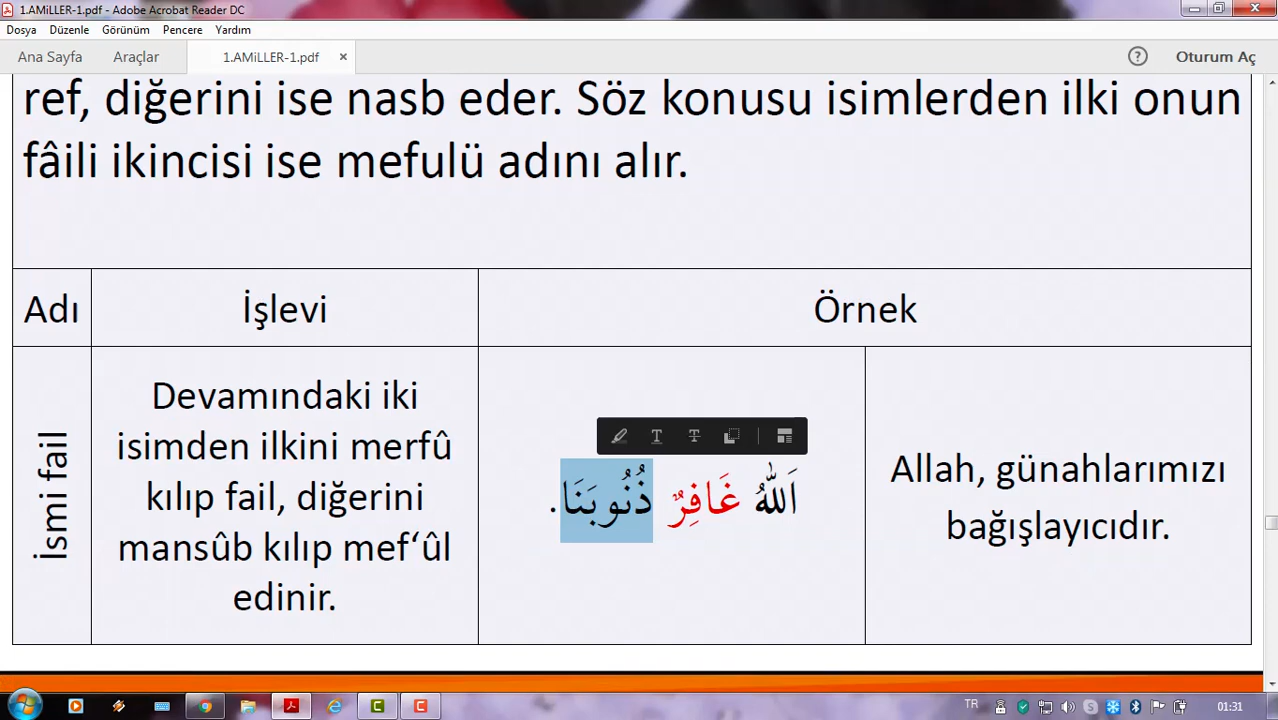 1.AMiLLER-1.pdf - Adobe Acrobat Reader DC
Dosya Düzenle Görünüm Pencere Yardım
Ana Sayfa Araçlar 1.AMiLLER-1.pdf × ? Oturum Aç
ref, diğerini ise nasb eder. Söz konusu isimlerden ilki onun
fâili ikincisi ise mefulü adını alır.
Adı İşlevi Örnek
İsmi fail
Devamındaki iki
isimden ilkini merfû
kılıp fail, diğerini
mansûb kılıp mef‘ûl
edinir.
اَللّٰهُ غَافِرٌ ذُنُوبَنَا.
Allah, günahlarımızı
bağışlayıcıdır.
TR 01:31